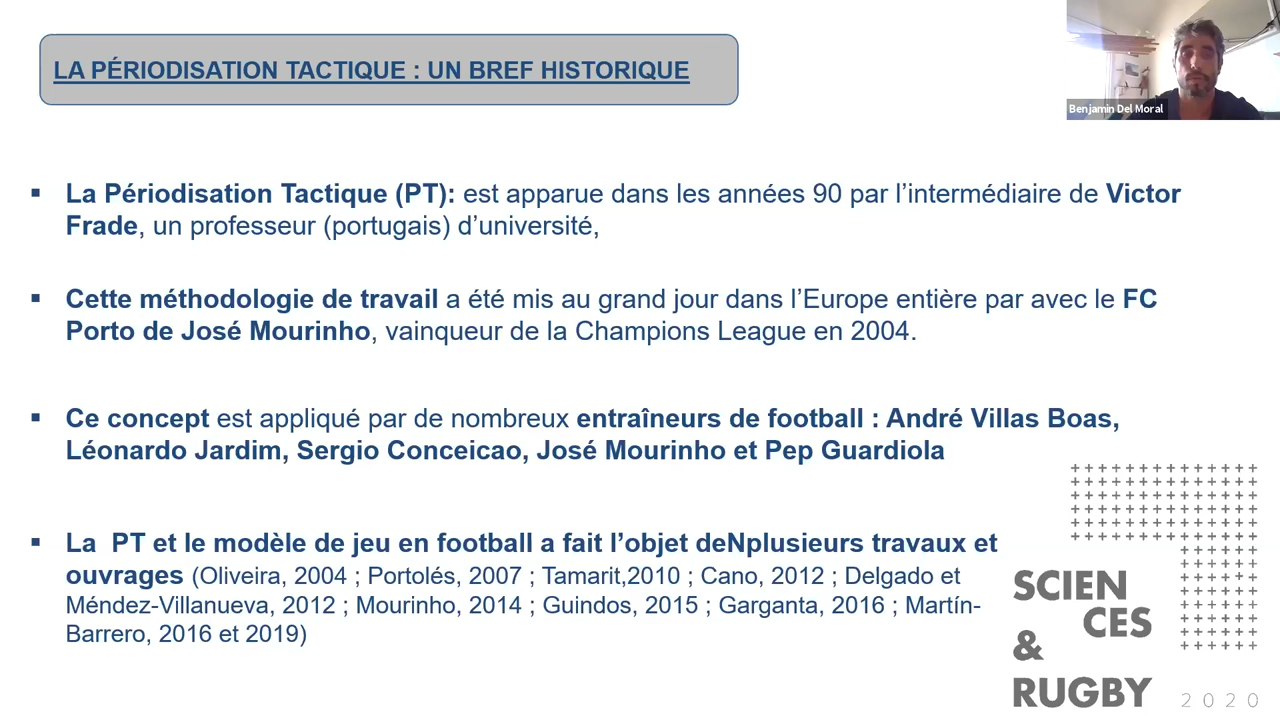 LA PÉRIODISATION TACTIQUE : UN BREF HISTORIQUE
Benjamin Del Moral
▪ La Périodisation Tactique (PT): est apparue dans les années 90 par l’intermédiaire de Victor
Frade, un professeur (portugais) d’université,
▪ Cette méthodologie de travail a été mis au grand jour dans l’Europe entière par avec le FC
Porto de José Mourinho, vainqueur de la Champions League en 2004.
▪ Ce concept est appliqué par de nombreux entraîneurs de football : André Villas Boas,
Léonardo Jardim, Sergio Conceicao, José Mourinho et Pep Guardiola
▪ La  PT et le modèle de jeu en football a fait l’objet deNplusieurs travaux et
ouvrages (Oliveira, 2004 ; Portolés, 2007 ; Tamarit,2010 ; Cano, 2012 ; Delgado et
Méndez-Villanueva, 2012 ; Mourinho, 2014 ; Guindos, 2015 ; Garganta, 2016 ; Martín-
Barrero, 2016 et 2019)
SCIEN
CES
&
RUGBY
2020